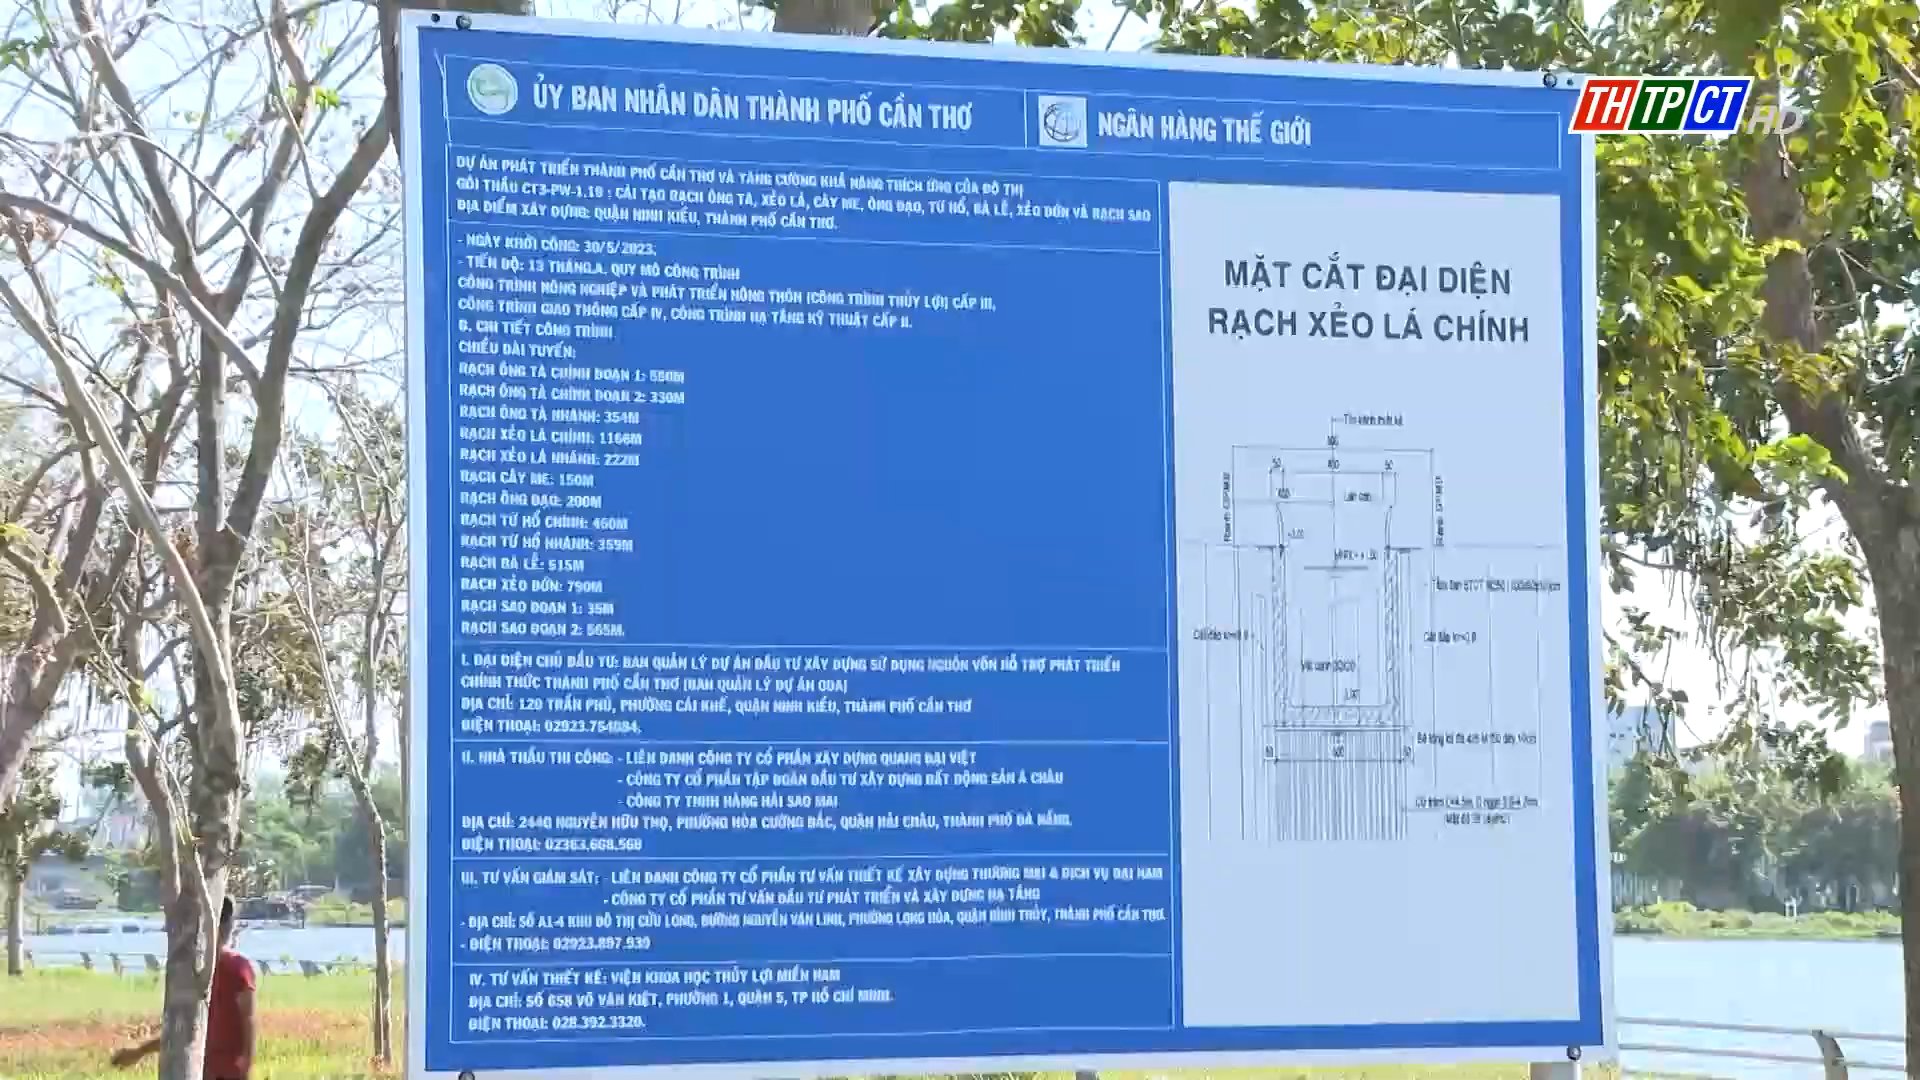 THTPCT HD
ỦY BAN NHÂN DÂN THÀNH PHỐ CẦN THƠ
NGÂN HÀNG THẾ GIỚI
DỰ ÁN PHÁT TRIỂN THÀNH PHỐ CẦN THƠ VÀ TĂNG CƯỜNG KHẢ NĂNG THÍCH ỨNG CỦA ĐÔ THỊ
GÓI THẦU CT3-PW-1.19 : CẢI TẠO RẠCH ÔNG TÀ, XẺO LÁ, CÂY ME, ÔNG ĐẠO, TƯ HỔ, BÀ LỄ, XẺO ĐỨN VÀ RẠCH SAO
ĐỊA ĐIỂM XÂY DỰNG: QUẬN NINH KIỀU, THÀNH PHỐ CẦN THƠ.
- NGÀY KHỞI CÔNG: 30/5/2023.
- TIẾN ĐỘ: 13 THÁNG.A. QUY MÔ CÔNG TRÌNH
CÔNG TRÌNH NÔNG NGHIỆP VÀ PHÁT TRIỂN NÔNG THÔN (CÔNG TRÌNH THỦY LỢI) CẤP III,
CÔNG TRÌNH GIAO THÔNG CẤP IV, CÔNG TRÌNH HẠ TẦNG KỸ THUẬT CẤP II.
B. CHI TIẾT CÔNG TRÌNH
CHIỀU DÀI TUYẾN:
RẠCH ÔNG TÀ CHÍNH ĐOẠN 1: 550M
RẠCH ÔNG TÀ CHÍNH ĐOẠN 2: 330M
RẠCH ÔNG TÀ NHÁNH: 354M
RẠCH XẺO LÁ CHÍNH: 1166M
RẠCH XẺO LÁ NHÁNH: 222M
RẠCH CÂY ME: 150M
RẠCH ÔNG ĐẠO: 200M
RẠCH TƯ HỔ CHÍNH: 460M
RẠCH TƯ HỔ NHÁNH: 359M
RẠCH BÀ LỄ: 515M
RẠCH XẺO ĐỨN: 790M
RẠCH SAO ĐOẠN 1: 35M
RẠCH SAO ĐOẠN 2: 565M.
I. ĐẠI DIỆN CHỦ ĐẦU TƯ: BAN QUẢN LÝ DỰ ÁN ĐẦU TƯ XÂY DỰNG SỬ DỤNG NGUỒN VỐN HỖ TRỢ PHÁT TRIỂN
CHÍNH THỨC THÀNH PHỐ CẦN THƠ (BAN QUẢN LÝ DỰ ÁN ODA)
ĐỊA CHỈ: 120 TRẦN PHÚ, PHƯỜNG CÁI KHẾ, QUẬN NINH KIỀU, THÀNH PHỐ CẦN THƠ
ĐIỆN THOẠI: 02923.754084.
II. NHÀ THẦU THI CÔNG: - LIÊN DANH CÔNG TY CỔ PHẦN XÂY DỰNG QUANG ĐẠI VIỆT
- CÔNG TY CỔ PHẦN TẬP ĐOÀN ĐẦU TƯ XÂY DỰNG BẤT ĐỘNG SẢN Á CHÂU
- CÔNG TY TNHH HÀNG HẢI SAO MAI
ĐỊA CHỈ: 244Q NGUYỄN HỮU THỌ, PHƯỜNG HÒA CƯỜNG BẮC, QUẬN HẢI CHÂU, THÀNH PHỐ ĐÀ NẴNG.
ĐIỆN THOẠI: 02363.608.568
III. TƯ VẤN GIÁM SÁT: - LIÊN DANH CÔNG TY CỔ PHẦN TƯ VẤN THIẾT KẾ XÂY DỰNG THƯƠNG MẠI & DỊCH VỤ ĐẠI NAM
- CÔNG TY CỔ PHẦN TƯ VẤN ĐẦU TƯ PHÁT TRIỂN VÀ XÂY DỰNG HẠ TẦNG
- ĐỊA CHỈ: SỐ A1-4 KHU ĐÔ THỊ CỬU LONG, ĐƯỜNG NGUYỄN VĂN LINH, PHƯỜNG LONG HÒA, QUẬN BÌNH THỦY, THÀNH PHỐ CẦN THƠ.
- ĐIỆN THOẠI: 02923.897.939
IV. TƯ VẤN THIẾT KẾ: VIỆN KHOA HỌC THỦY LỢI MIỀN NAM
ĐỊA CHỈ: SỐ 658 VÕ VĂN KIỆT, PHƯỜNG 1, QUẬN 5, TP HỒ CHÍ MINH.
ĐIỆN THOẠI: 028.392.3320.
MẶT CẮT ĐẠI DIỆN
RẠCH XẺO LÁ CHÍNH
Tim kênh thiết kế
50
50
Lan can